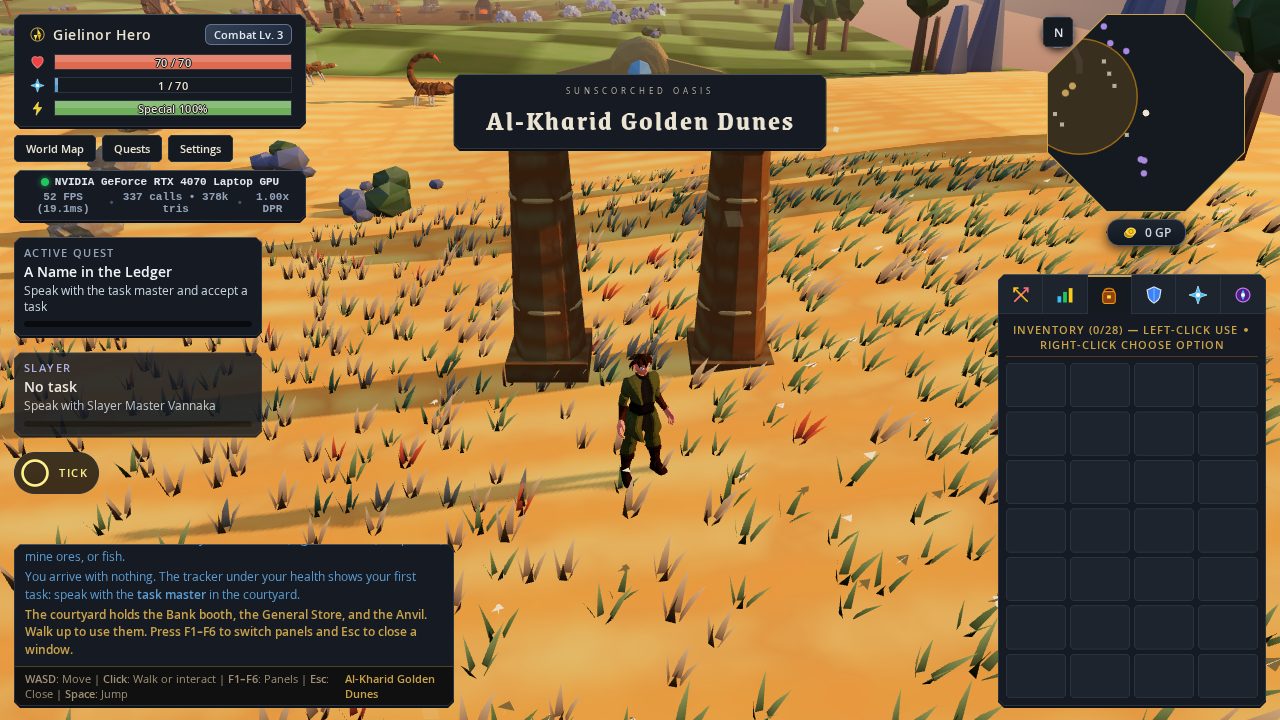 Gielinor Hero
Combat Lv. 3
70 / 70
1 / 70
Special 100%
World Map
Quests
Settings
NVIDIA GeForce RTX 4070 Laptop GPU
52 FPS (19.1ms) • 337 calls • 378k tris • 1.00x DPR
ACTIVE QUEST
A Name in the Ledger
Speak with the task master and accept a
task
SLAYER
No task
Speak with Slayer Master Vannaka
TICK
mine ores, or fish.
You arrive with nothing. The tracker under your health shows your first
task: speak with the task master in the courtyard.
The courtyard holds the Bank booth, the General Store, and the Anvil.
Walk up to use them. Press F1–F6 to switch panels and Esc to close a
window.
WASD: Move | Click: Walk or interact | F1–F6: Panels | Esc:
Close | Space: Jump
Al-Kharid Golden
Dunes
SUNSCORCHED OASIS
Al-Kharid Golden Dunes
N
0 GP
INVENTORY (0/28) — LEFT-CLICK USE •
RIGHT-CLICK CHOOSE OPTION